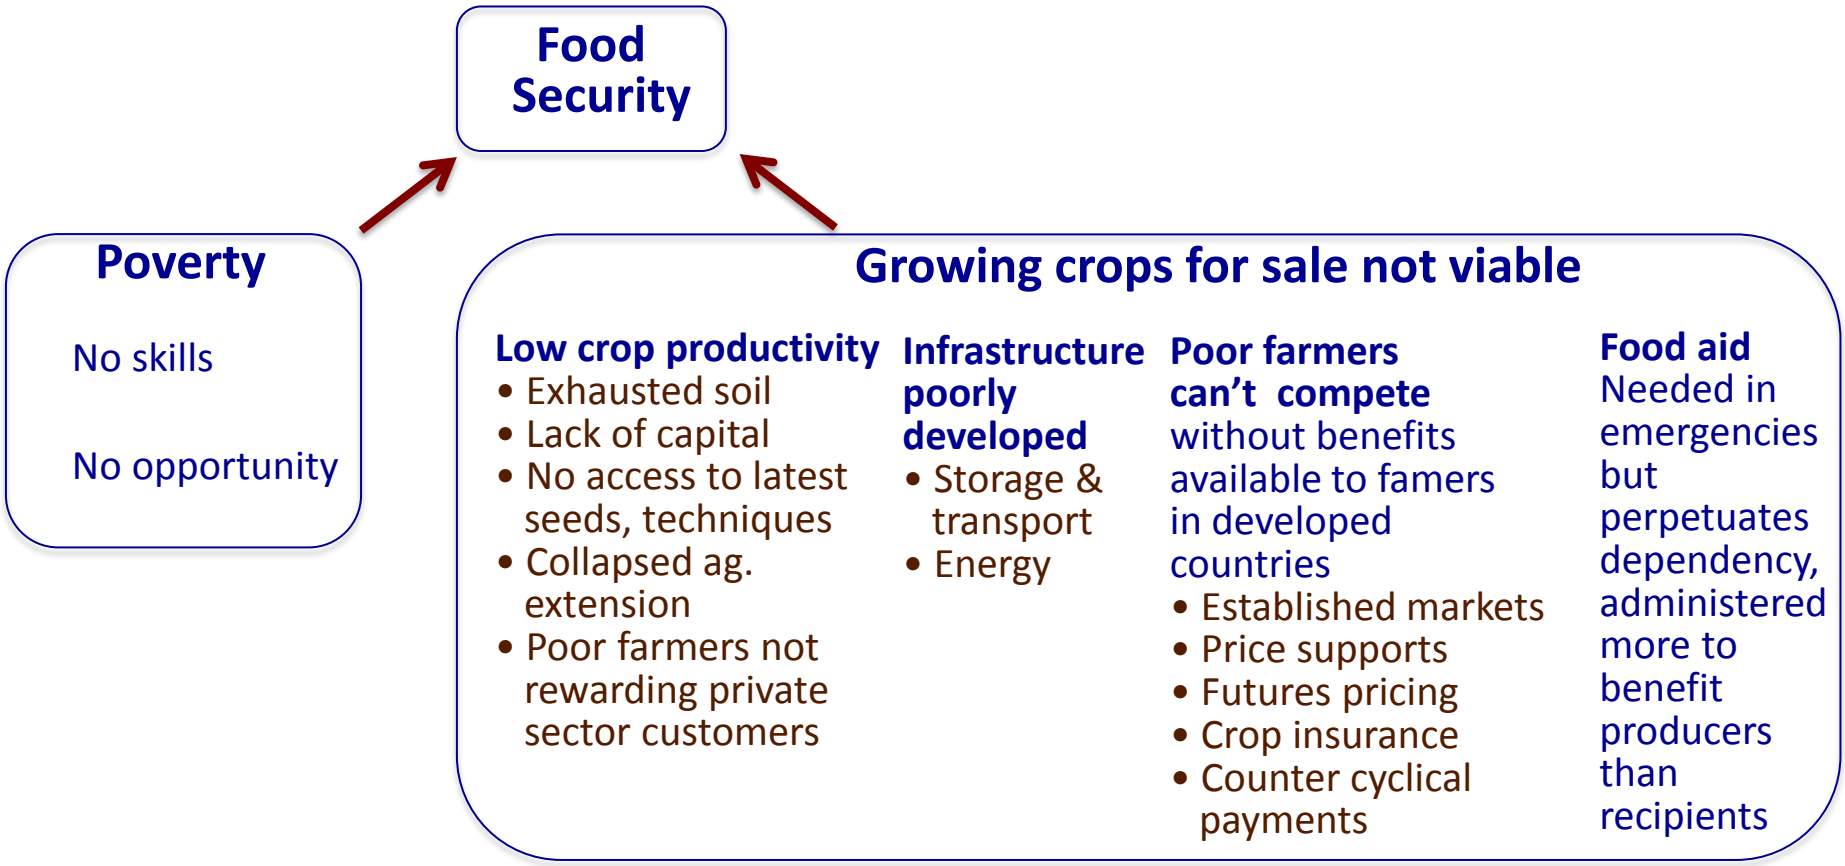 Food
Security
Poverty
No skills
No opportunity
Growing crops for sale not viable
Low crop productivity
• Exhausted soil
• Lack of capital
• No access to latest
seeds, techniques
• Collapsed ag.
extension
• Poor farmers not
rewarding private
sector customers
Infrastructure
poorly
developed
• Storage &
transport
• Energy
Poor farmers
can’t compete
without benefits
available to famers
in developed
countries
• Established markets
• Price supports
• Futures pricing
• Crop insurance
• Counter cyclical
payments
Food aid
Needed in
emergencies
but
perpetuates
dependency,
administered
more to
benefit
producers
than
recipients